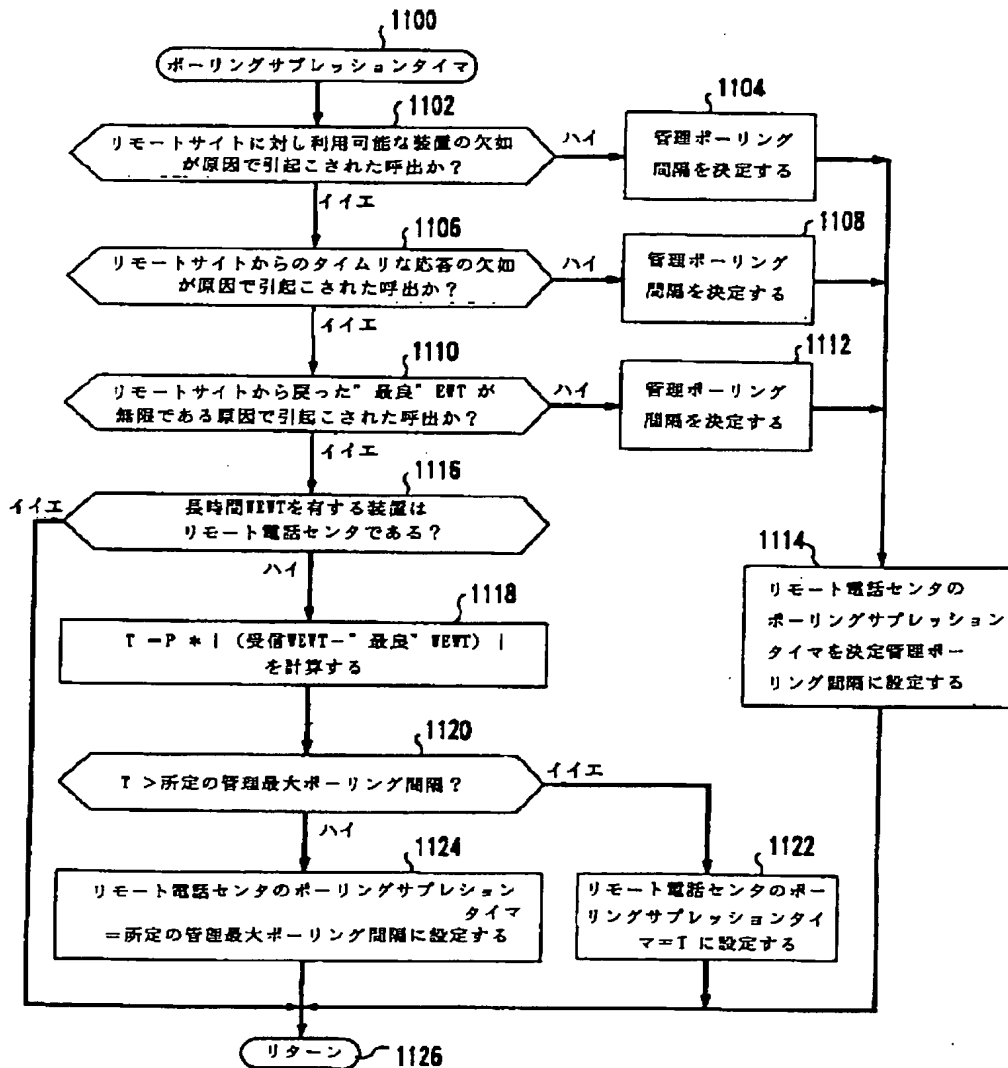 1100
ポーリングサプレッションタイマ
1102
リモートサイトに対し利用可能な装置の欠如
が原因で引起こされた呼出か？
ハイ
1104
管理ポーリング
間隔を決定する
イイエ
1106
リモートサイトからのタイムリな応答の欠如
が原因で引起こされた呼出か？
ハイ
1108
管理ポーリング
間隔を決定する
イイエ
1110
リモートサイトから戻った"最良"EWTが
無限である原因で引起こされた呼出か？
ハイ
1112
管理ポーリング
間隔を決定する
イイエ
1116
イイエ
長時間WEWTを有する装置は
リモート電話センタである？
ハイ
1114
リモート電話センタの
ポーリングサプレッション
タイマを決定管理ポー
リング間隔に設定する
1118
T=P*|(受信WEWT-"最良"WEWT)|
を計算する
1120
T>所定の管理最大ポーリング間隔？
イイエ
ハイ
1124
リモート電話センタのポーリングサプレション
タイマ
=所定の管理最大ポーリング間隔に設定する
1122
リモート電話センタのポー
リングサプレッションタイ
マ=Tに設定する
リターン
1126